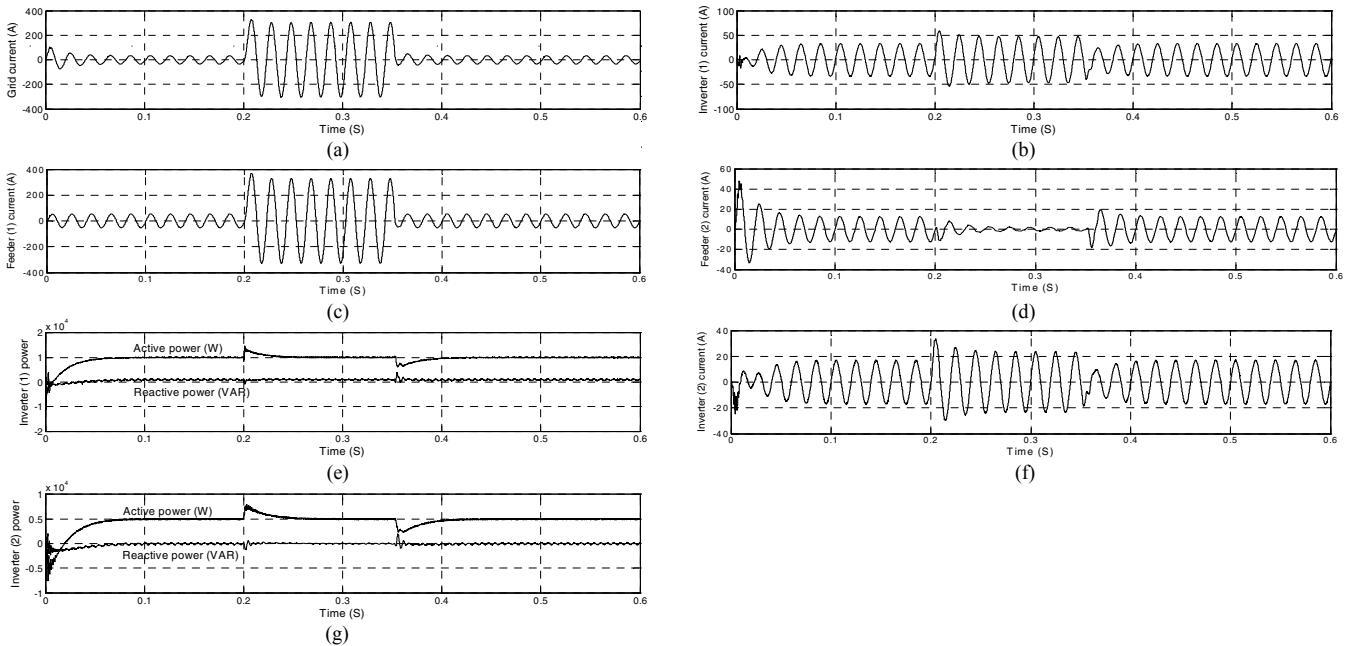 400
200
0
-200
-400
Grid current (A)
0 0.1 0.2 0.3 0.4 0.5 0.6
Time (S)
(a)
100
50
0
-50
-100
Inverter (1) current (A)
0 0.1 0.2 0.3 0.4 0.5 0.6
Time (S)
(b)
400
200
0
-200
-400
Feeder (1) current (A)
0 0.1 0.2 0.3 0.4 0.5 0.6
Time (S)
(c)
60
40
20
0
-20
-40
Feeder (2) current (A)
0 0.1 0.2 0.3 0.4 0.5 0.6
Time (S)
(d)
x 10^4
2
1
0
-1
-2
Inverter (1) power
Active power (W)
Reactive power (VAR)
0 0.1 0.2 0.3 0.4 0.5 0.6
Time (S)
(e)
40
20
0
-20
-40
Inverter (2) current (A)
0 0.1 0.2 0.3 0.4 0.5 0.6
Time (S)
(f)
x 10^4
1
0.5
0
-0.5
-1
Inverter (2) power
Active power (W)
Reactive power (VAR)
0 0.1 0.2 0.3 0.4 0.5 0.6
Time (S)
(g)